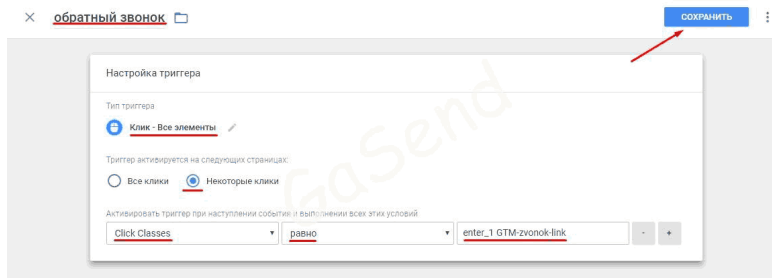 обратный звонок
СОХРАНИТЬ
Настройка триггера
Тип триггера
Клик - Все элементы
Триггер активируется на следующих страницах:
Все клики Некоторые клики
Активировать триггер при наступлении события и выполнении всех этих условий
Click Classes равно enter_1 GTM-zvonok-link - +
GaSend